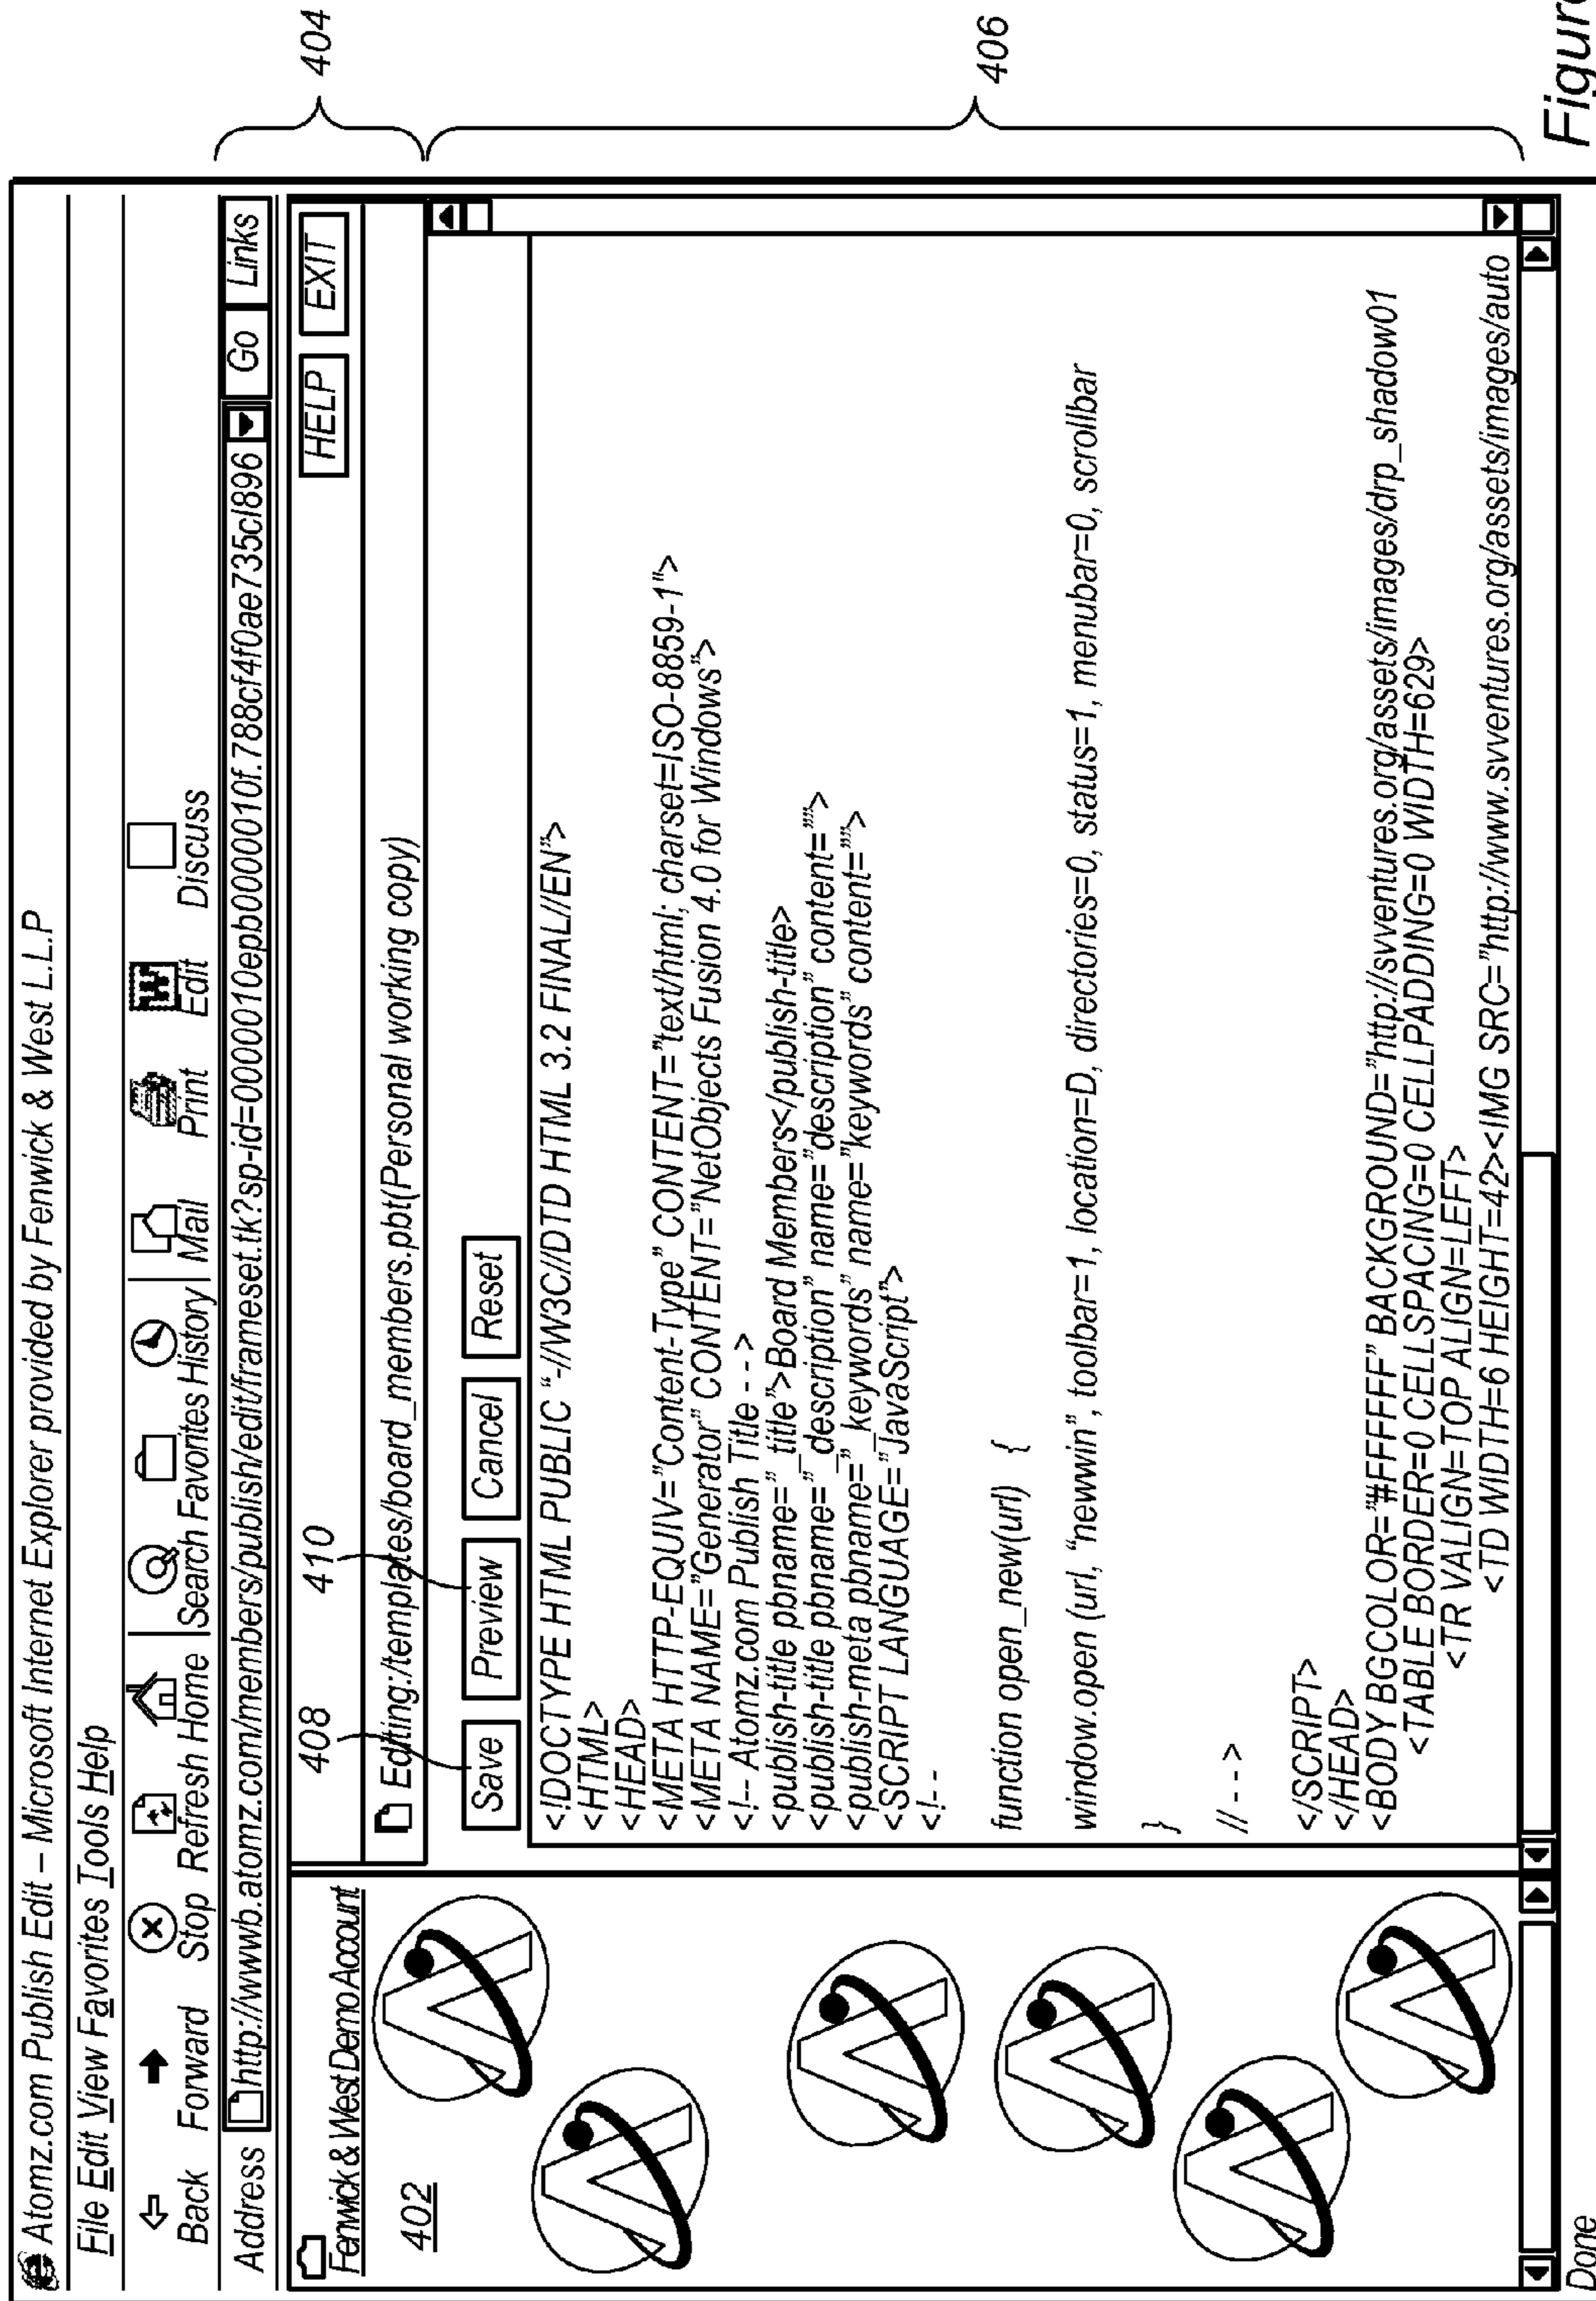 Atomz.com Publish Edit – Microsoft Internet Explorer provided by Fenwick & West L.L.P
File Edit View Favorites Tools Help
Back Forward Stop Refresh Home Search Favorites History Mail Print Edit Discuss
Address http://wwwb.atomz.com/members/publish/edit/frameset.tk?sp-id=000010epb0000010f.788cf4f0ae735cl896 Go Links
404
Fenwick & West Demo Account
402
408
410
HELP EXIT
Editing:/templates/board_members.pbt(Personal working copy)
Save Preview Cancel Reset
406
<!DOCTYPE HTML PUBLIC “-//W3C//DTD HTML 3.2 FINAL//EN”>
<HTML>
<HEAD>
<META HTTP-EQUIV=”Content-Type” CONTENT=”text/html; charset=ISO-8859-1”>
<META NAME=”Generator” CONTENT=”NetObjects Fusion 4.0 for Windows”>
<!-- Atomz.com Publish Title - - >
<publish-title pbname=”_title”>Board Members</publish-title>
<publish-title pbname=”_description” name=”description” content=””>
<publish-meta pbname=”_keywords” name=”keywords” content=””>
<SCRIPT LANGUAGE=”JavaScript”>
<!- -
function open_new(url) {
window.open (url, “newwin”, toolbar=1, location=D, directories=0, status=1, menubar=0, scrollbar
}
// - - >
</SCRIPT>
</HEAD>
<BODY BGCOLOR=”#FFFFFF” BACKGROUND=”http://svventures.org/assets/images/drp_shadow01
<TABLE BORDER=0 CELLSPACING=0 CELLPADDING=0 WIDTH=629>
<TR VALIGN=TOP ALIGN=LEFT>
<TD WIDTH=6 HEIGHT=42><IMG SRC=”http://www.svventures.org/assets/images/auto
Done
Figure